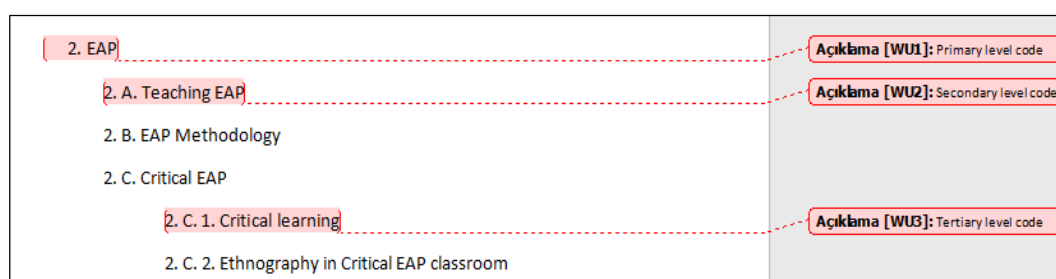 2. EAP
Açıklama [WU1]: Primary level code
2. A. Teaching EAP
Açıklama [WU2]: Secondary level code
2. B. EAP Methodology
2. C. Critical EAP
2. C. 1. Critical learning
Açıklama [WU3]: Tertiary level code
2. C. 2. Ethnography in Critical EAP classroom